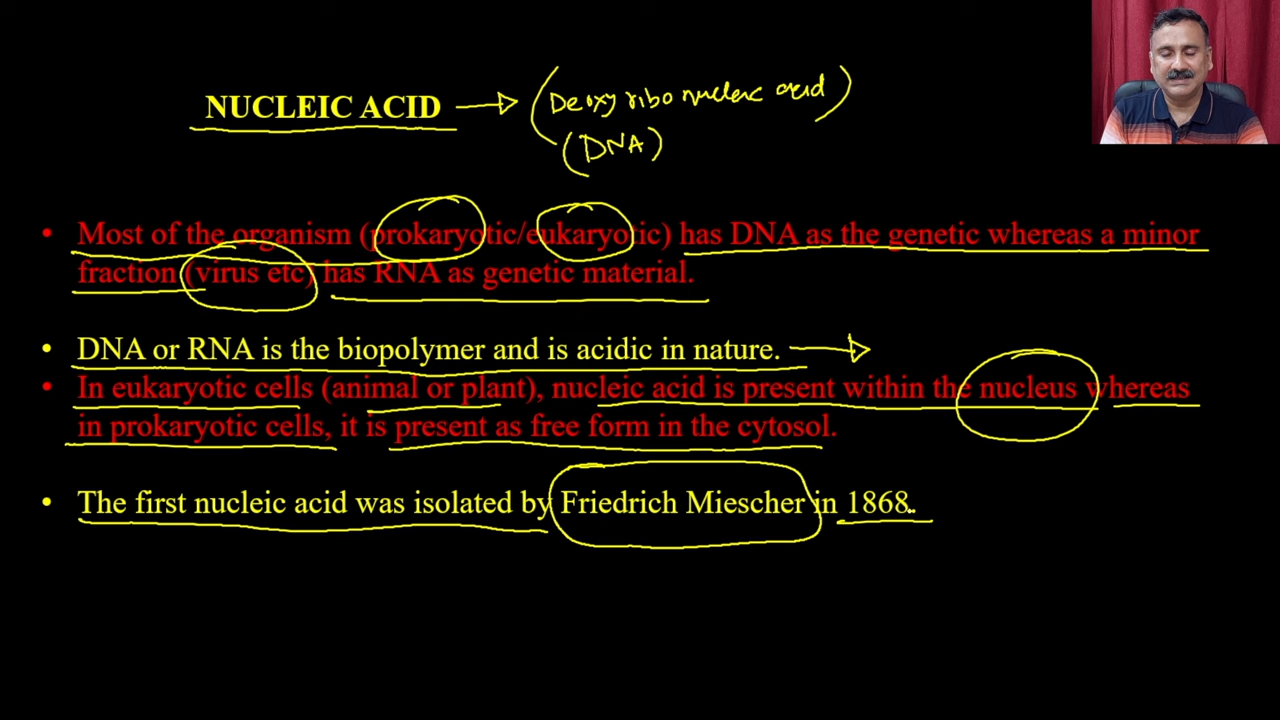 NUCLEIC ACID → (Deoxy ribo nucleic acid)
(DNA)
• Most of the organism (prokaryotic/eukaryotic) has DNA as the genetic whereas a minor
fraction (virus etc) has RNA as genetic material.
• DNA or RNA is the biopolymer and is acidic in nature. →
• In eukaryotic cells (animal or plant), nucleic acid is present within the nucleus whereas
in prokaryotic cells, it is present as free form in the cytosol.
• The first nucleic acid was isolated by Friedrich Miescher in 1868.